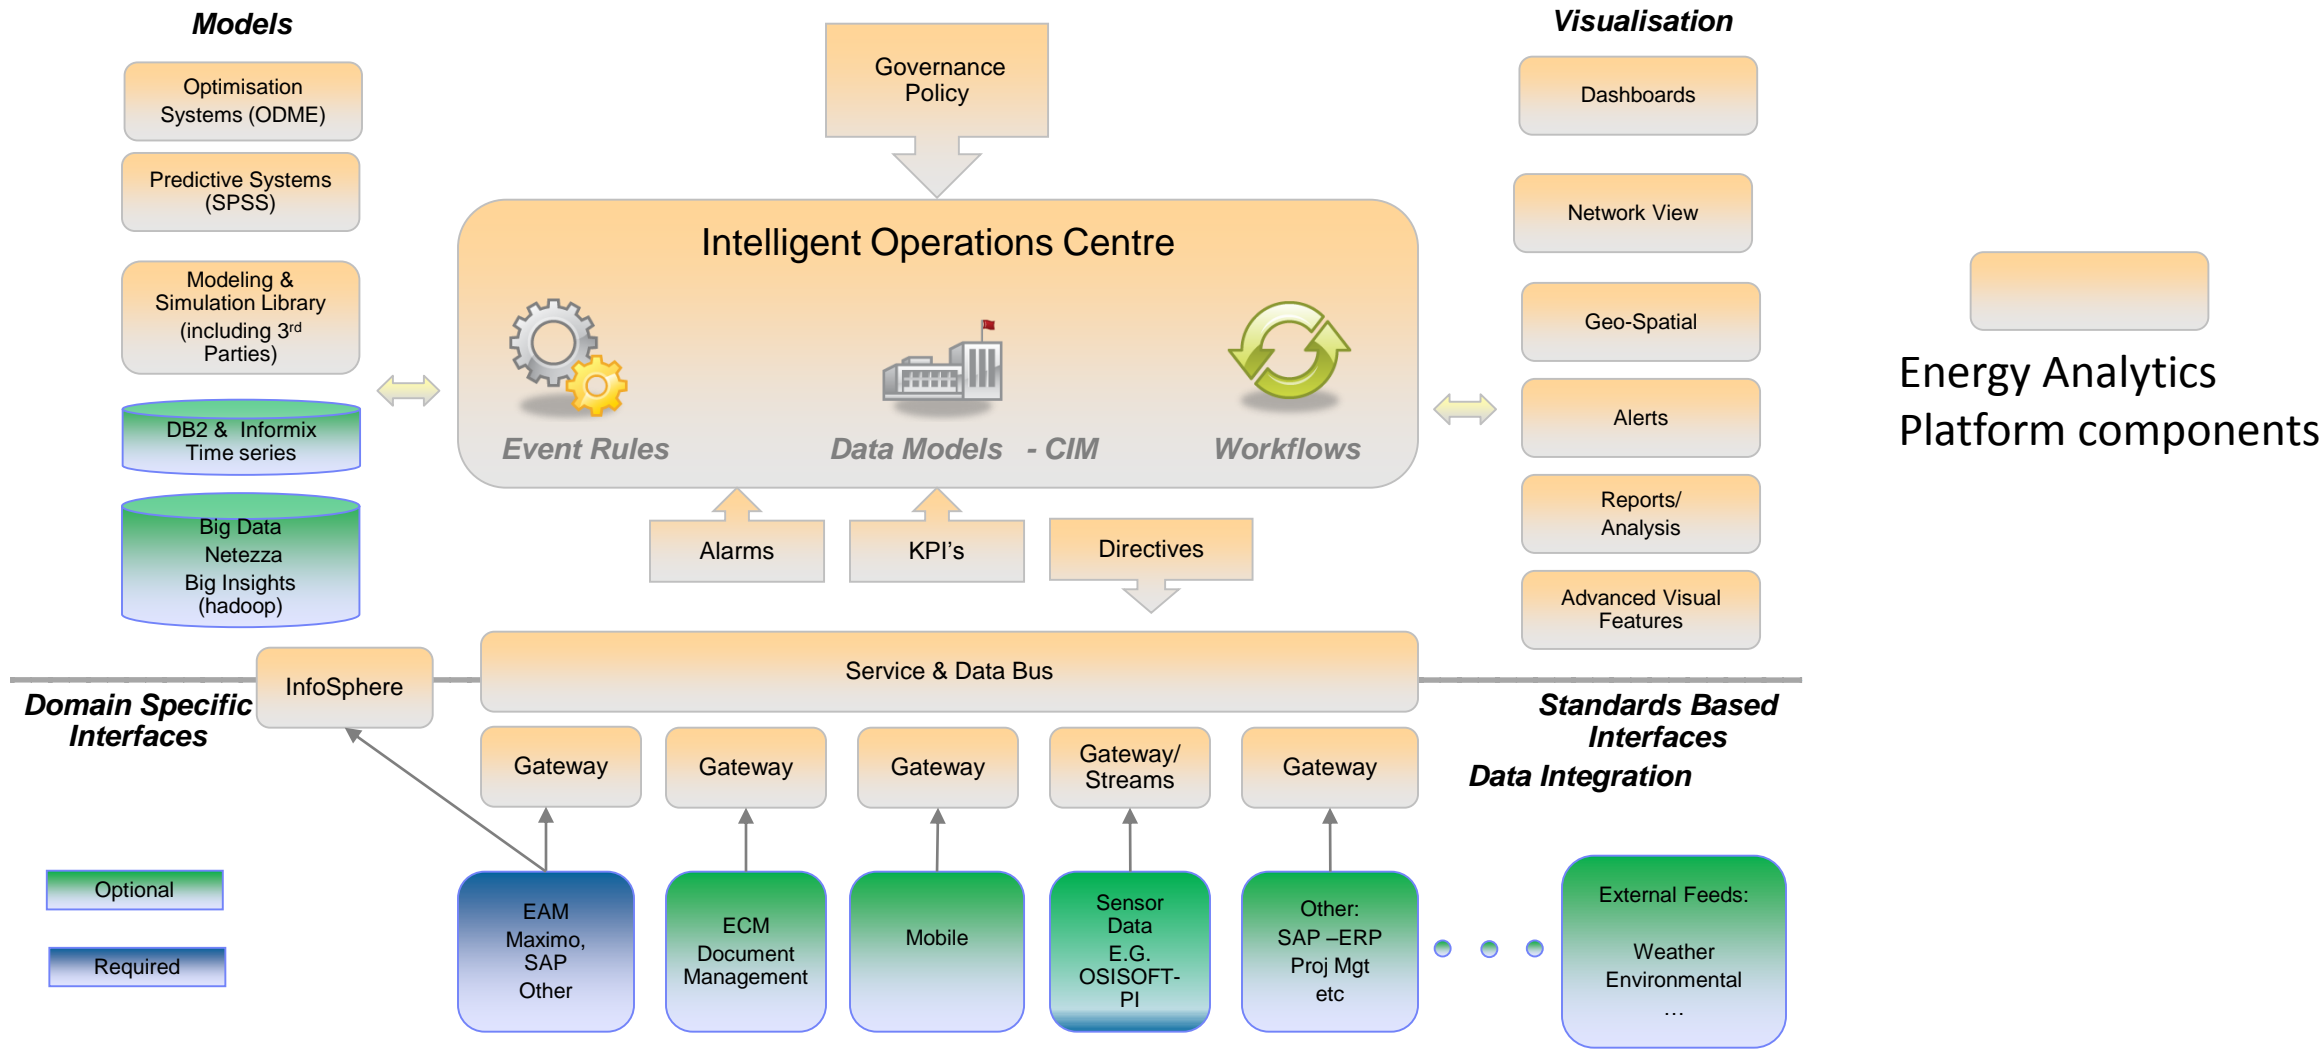 Models
Optimisation
Systems (ODME)
Predictive Systems
(SPSS)
Modeling &
Simulation Library
(including 3rd
Parties)
DB2 &  Informix
Time series
Big Data
Netezza
Big Insights
(hadoop)
Governance
Policy
Intelligent Operations Centre
Event Rules
Data Models  - CIM
Workflows
Alarms
KPI's
Directives
Visualisation
Dashboards
Network View
Geo-Spatial
Alerts
Reports/
Analysis
Advanced Visual
Features
Energy Analytics
Platform components
InfoSphere
Service & Data Bus
Domain Specific
Interfaces
Standards Based
Interfaces
Data Integration
Gateway
Gateway
Gateway
Gateway/
Streams
Gateway
Optional
Required
EAM
Maximo,
SAP
Other
ECM
Document
Management
Mobile
Sensor
Data
E.G.
OSISOFT-
PI
Other:
SAP –ERP
Proj Mgt
etc
External Feeds:
Weather
Environmental
…